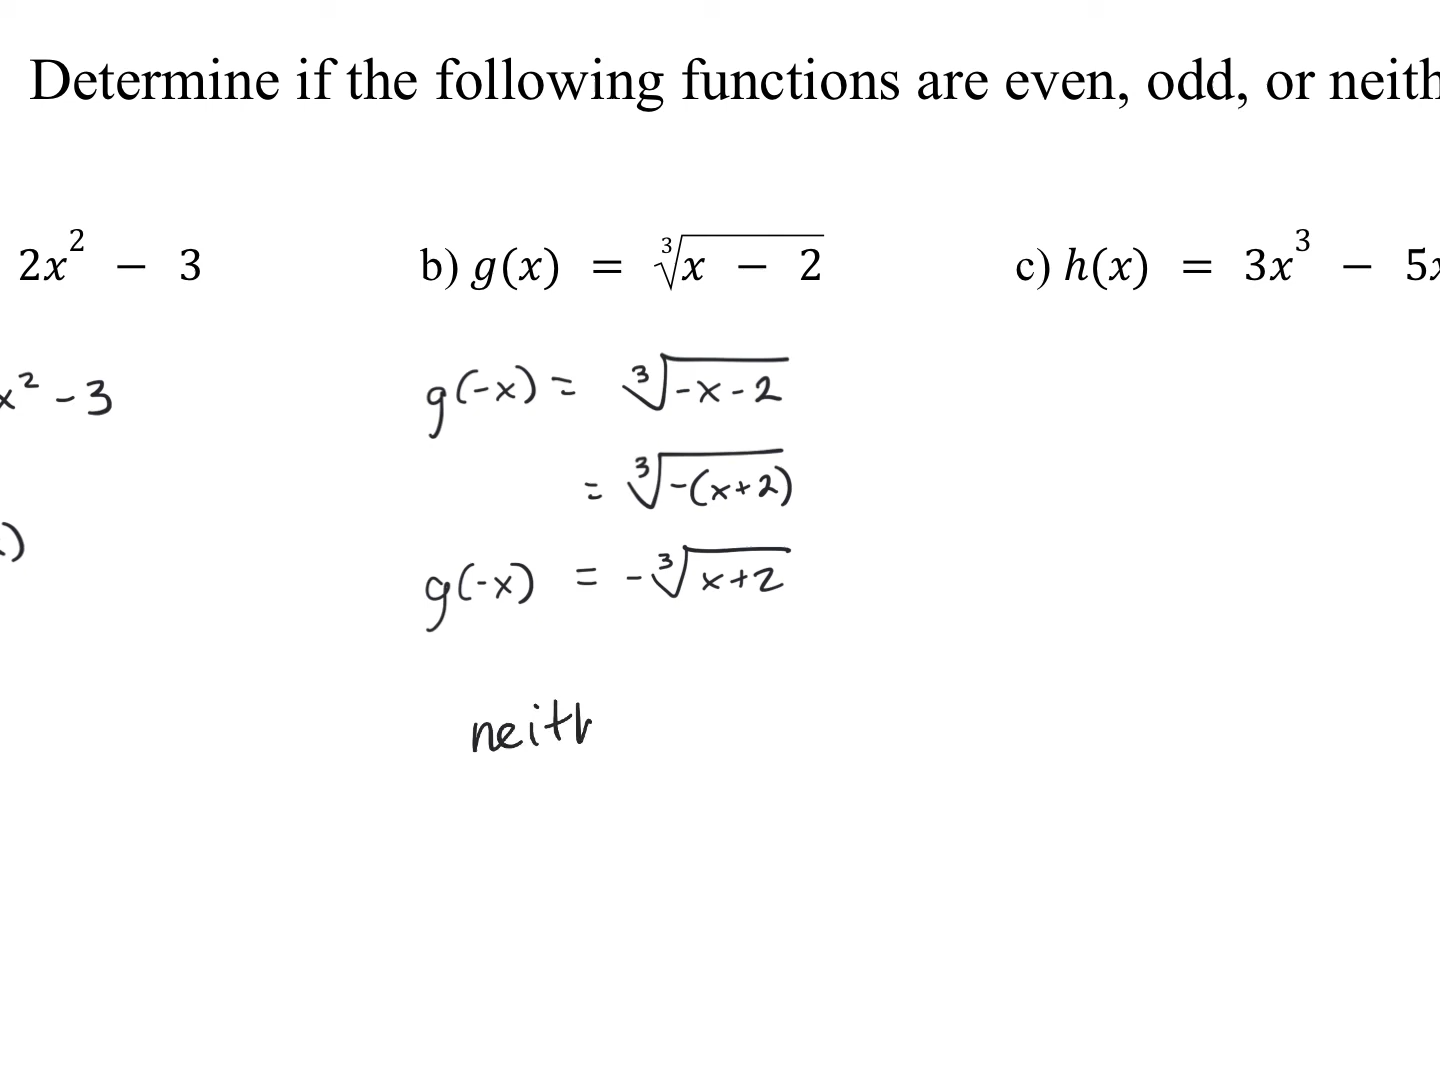 Determine if the following functions are even, odd, or neith
2x² − 3
b) g(x) = ∛(x − 2)
c) h(x) = 3x³ − 5x
x² - 3
g(-x) = ∛(-x-2)
= ∛(-(x+2))
)
g(-x) = -∛(x+2)
neith